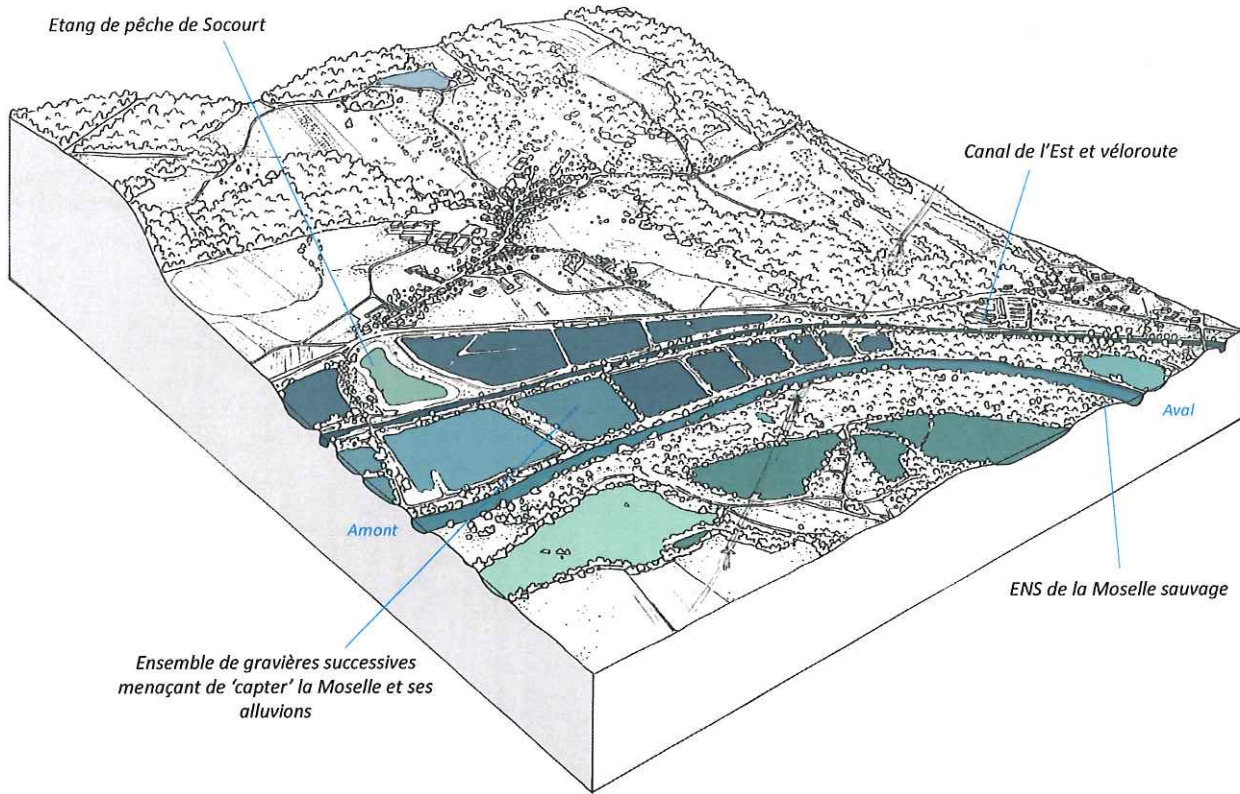 Etang de pêche de Socourt
Canal de l'Est et véloroute
Aval
Amont
ENS de la Moselle sauvage
Ensemble de gravières successives
menaçant de 'capter' la Moselle et ses
alluvions